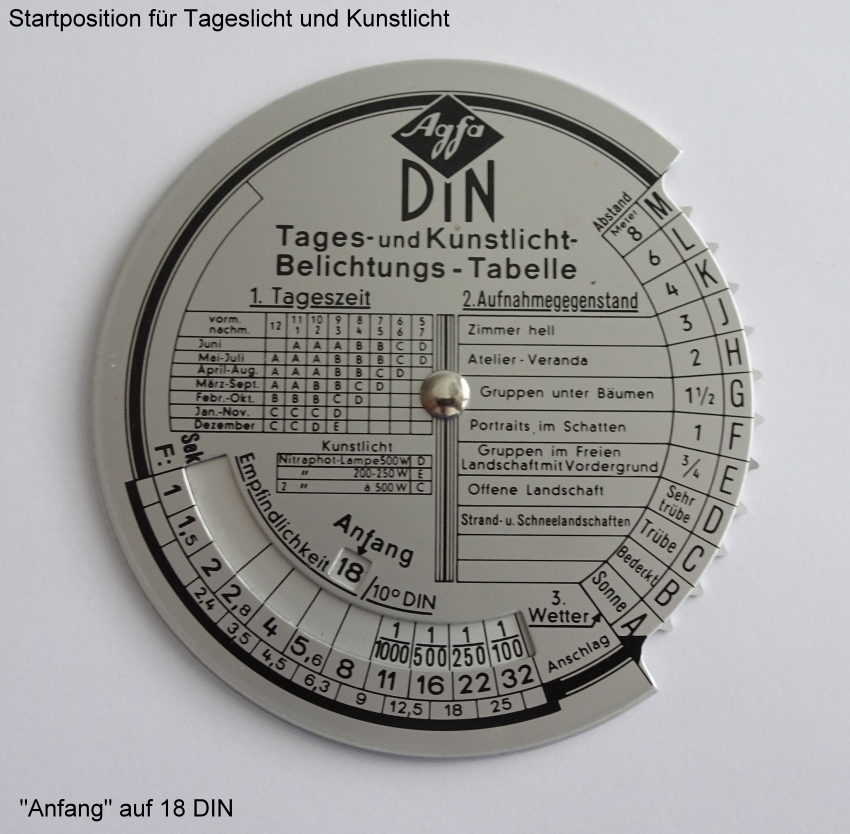 Startposition für Tageslicht und Kunstlicht
Agfa
DIN
Tages- und Kunstlicht-
Belichtungs - Tabelle
1. Tageszeit
vorm. 12 11 10 9 8 7 6 5
nachm. 1 2 3 4 5 6 7
Juni A A A B B C D
Mai-Juli A A A B B B C D
April-Aug. A A A B B C D
März-Sept. A A B B C D
Febr.-Okt. B B B C D
Jan.-Nov. C C C D
Dezember C C D E
Kunstlicht
Nitraphot-Lampe 500W D
" 200-250 W E
2 " à 500 W C
2. Aufnahmegegenstand
Zimmer hell
Atelier - Veranda
Gruppen unter Bäumen
Portraits im Schatten
Gruppen im Freien
Landschaft mit Vordergrund
Offene Landschaft
Strand- u. Schneelandschaften
3.
Wetter
Abstand
Meter
8 M
6 L
4 K
3 J
2 H
1 1/2 G
1 F
3/4 E
Sehr trübe D
Trübe C
Bederkt B
Sonne A
Anschlag
Empfindlichkeit
Anfang
18 /10° DIN
Sek.
1/1000 1/500 1/250 1/100
F: 1 1,5 2 2,8 4 5,6 8 11 16 22 32
2,4 3,5 4,5 6,3 9 12,5 18 25
"Anfang" auf 18 DIN